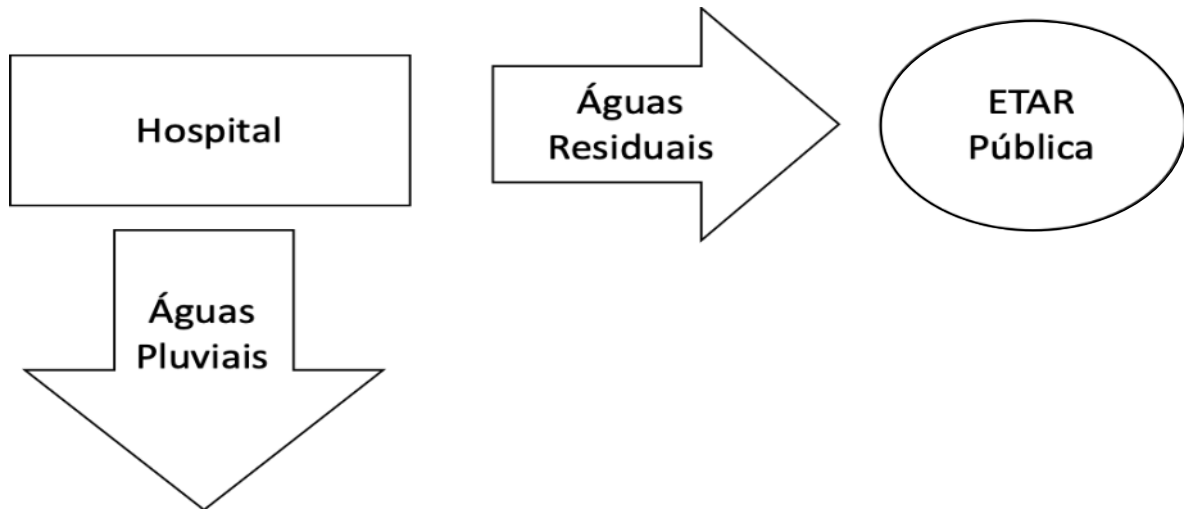 Hospital
Águas
Residuais
ETAR
Pública
Águas
Pluviais